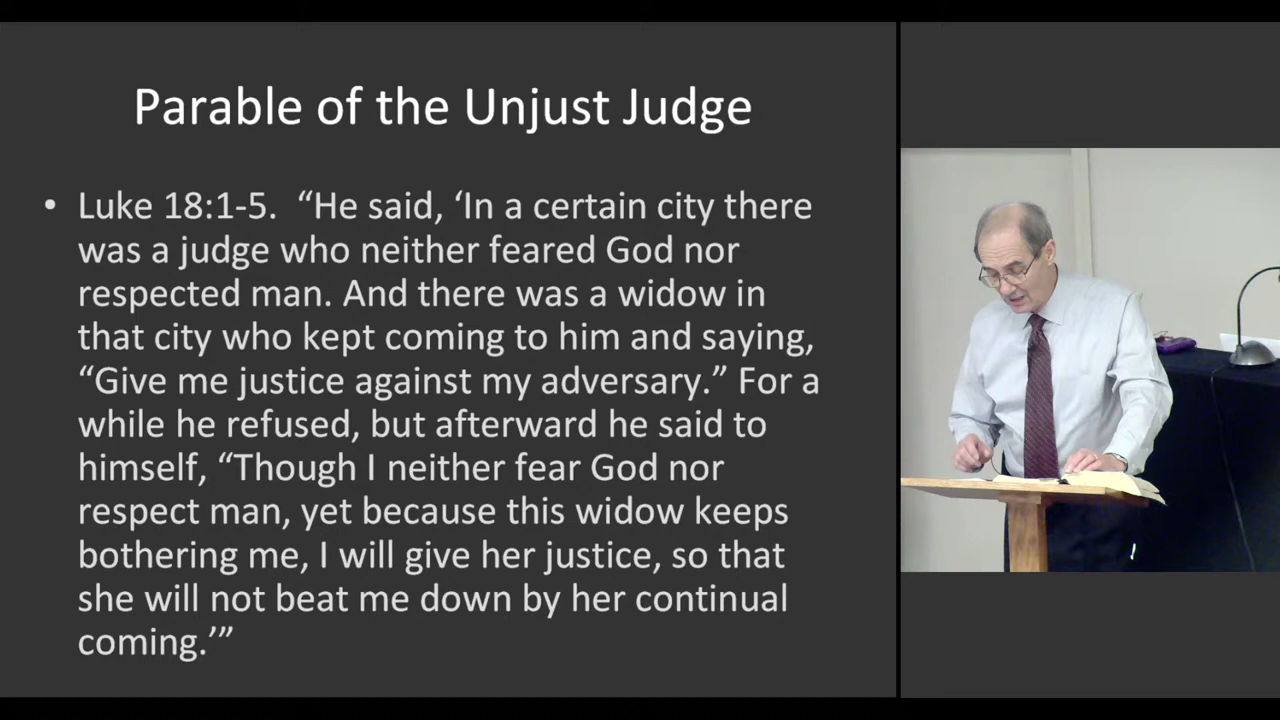 Parable of the Unjust Judge
• Luke 18:1-5.  “He said, ‘In a certain city there
was a judge who neither feared God nor
respected man. And there was a widow in
that city who kept coming to him and saying,
“Give me justice against my adversary.” For a
while he refused, but afterward he said to
himself, “Though I neither fear God nor
respect man, yet because this widow keeps
bothering me, I will give her justice, so that
she will not beat me down by her continual
coming.’”